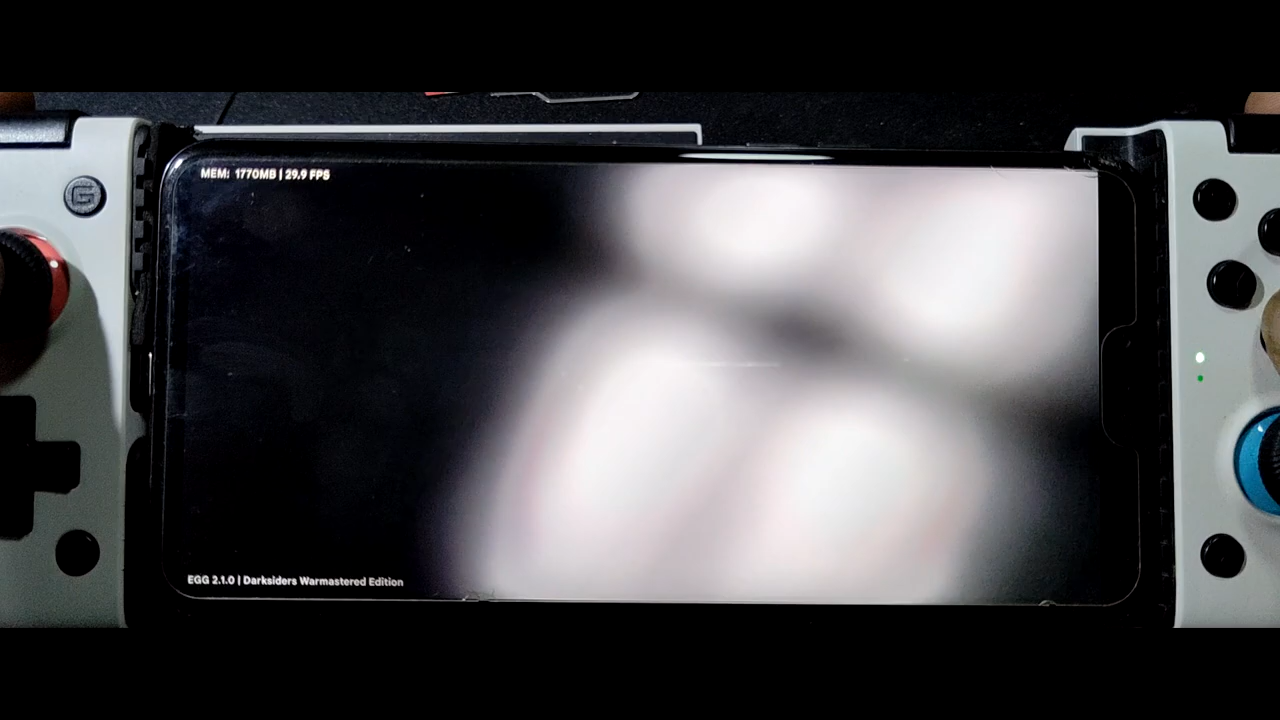 MEM: 1770MB | 29.9 FPS
G
EGG 2.1.0 | Darksiders Warmastered Edition